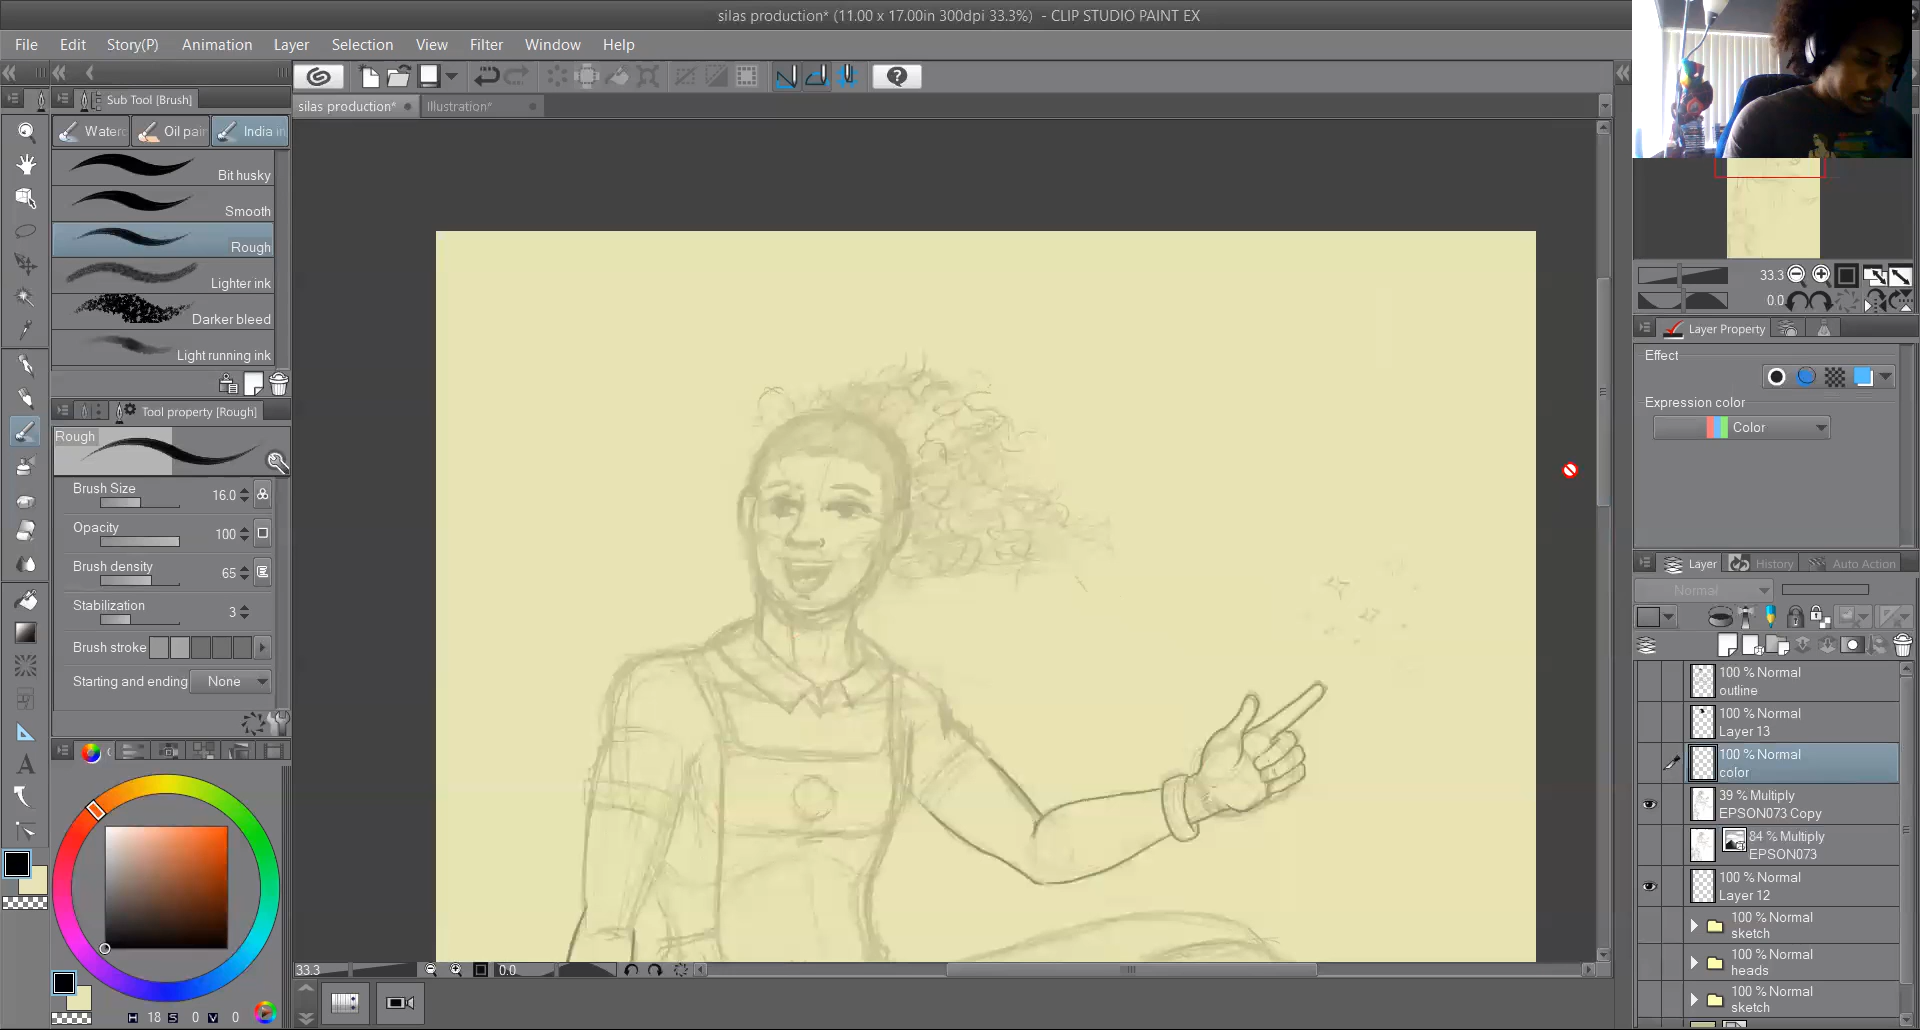 silas production* (11.00 x 17.00in 300dpi 33.3%)  - CLIP STUDIO PAINT EX
File Edit Story(P) Animation Layer Selection View Filter Window Help
Sub Tool [Brush]
silas production* Illustration*
Waterc Oil pain India in
Bit husky
Smooth
Rough
Lighter ink
Darker bleed
Light running ink
Tool property [Rough]
Rough
Brush Size 16.0
Opacity 100
Brush density 65
Stabilization 3
Brush stroke
Starting and ending None
H 18 S 0 V 0
33.3 0.0
33.3
0.0
Layer Property
Effect
Expression color
Color
Layer History Auto Action
Normal
100 % Normal
outline
100 % Normal
Layer 13
100 % Normal
color
39 % Multiply
EPSON073 Copy
84 % Multiply
EPSON073
100 % Normal
Layer 12
100 % Normal
sketch
100 % Normal
heads
100 % Normal
sketch